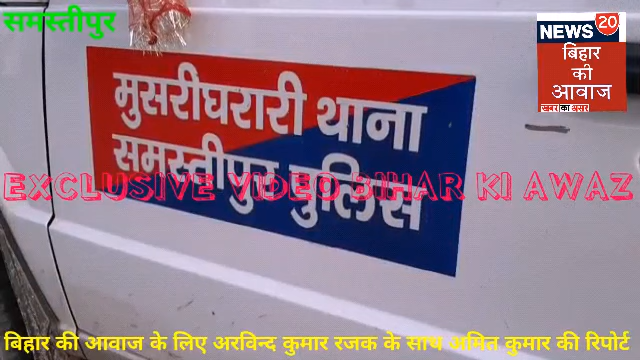 समस्तीपुर
NEWS 20
बिहार
की
आवाज
खबर का असर
मुसरीघरारी थाना
समस्तीपुर पुलिस
EXCLUSIVE VIDEO BIHAR KI AWAZ
बिहार की आवाज के लिए अरविन्द कुमार रजक के साथ अमित कुमार की रिपोर्ट